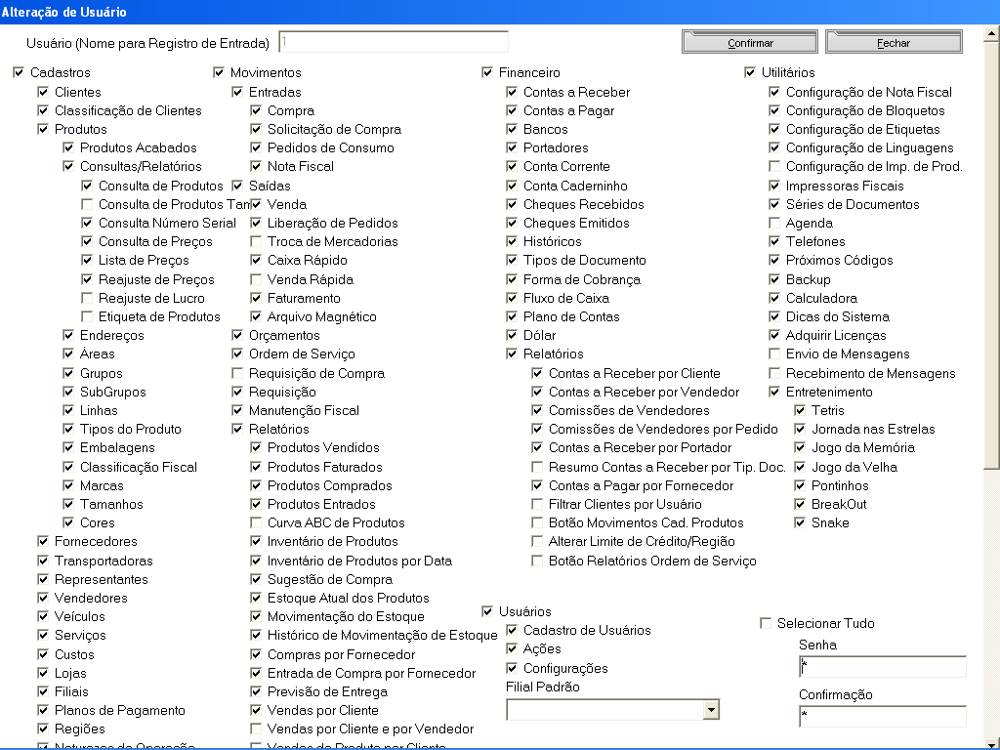 Alteração de Usuário
Usuário (Nome para Registro de Entrada)
1
Confirmar
Fechar
Cadastros
Clientes
Classificação de Clientes
Produtos
Produtos Acabados
Consultas/Relatórios
Consulta de Produtos
Consulta de Produtos Tam
Consulta Número Serial
Consulta de Preços
Lista de Preços
Reajuste de Preços
Reajuste de Lucro
Etiqueta de Produtos
Endereços
Áreas
Grupos
SubGrupos
Linhas
Tipos do Produto
Embalagens
Classificação Fiscal
Marcas
Tamanhos
Cores
Fornecedores
Transportadoras
Representantes
Vendedores
Veículos
Serviços
Custos
Lojas
Filiais
Planos de Pagamento
Regiões
Naturezas de Operação
Movimentos
Entradas
Compra
Solicitação de Compra
Pedidos de Consumo
Nota Fiscal
Saídas
Venda
Liberação de Pedidos
Troca de Mercadorias
Caixa Rápido
Venda Rápida
Faturamento
Arquivo Magnético
Orçamentos
Ordem de Serviço
Requisição de Compra
Requisição
Manutenção Fiscal
Relatórios
Produtos Vendidos
Produtos Faturados
Produtos Comprados
Produtos Entrados
Curva ABC de Produtos
Inventário de Produtos
Inventário de Produtos por Data
Sugestão de Compra
Estoque Atual dos Produtos
Movimentação do Estoque
Histórico de Movimentação de Estoque
Compras por Fornecedor
Entrada de Compra por Fornecedor
Previsão de Entrega
Vendas por Cliente
Vendas por Cliente e por Vendedor
Vendas de Produto por Cliente
Financeiro
Contas a Receber
Contas a Pagar
Bancos
Portadores
Conta Corrente
Conta Caderninho
Cheques Recebidos
Cheques Emitidos
Históricos
Tipos de Documento
Forma de Cobrança
Fluxo de Caixa
Plano de Contas
Dólar
Relatórios
Contas a Receber por Cliente
Contas a Receber por Vendedor
Comissões de Vendedores
Comissões de Vendedores por Pedido
Contas a Receber por Portador
Resumo Contas a Receber por Tip. Doc.
Contas a Pagar por Fornecedor
Filtrar Clientes por Usuário
Botão Movimentos Cad. Produtos
Alterar Limite de Crédito/Região
Botão Relatórios Ordem de Serviço
Usuários
Cadastro de Usuários
Ações
Configurações
Filial Padrão
Utilitários
Configuração de Nota Fiscal
Configuração de Bloquetos
Configuração de Etiquetas
Configuração de Linguagens
Configuração de Imp. de Prod.
Impressoras Fiscais
Séries de Documentos
Agenda
Telefones
Próximos Códigos
Backup
Calculadora
Dicas do Sistema
Adquirir Licenças
Envio de Mensagens
Recebimento de Mensagens
Entretenimento
Tetris
Jornada nas Estrelas
Jogo da Memória
Jogo da Velha
Pontinhos
BreakOut
Snake
Selecionar Tudo
Senha
*
Confirmação
*